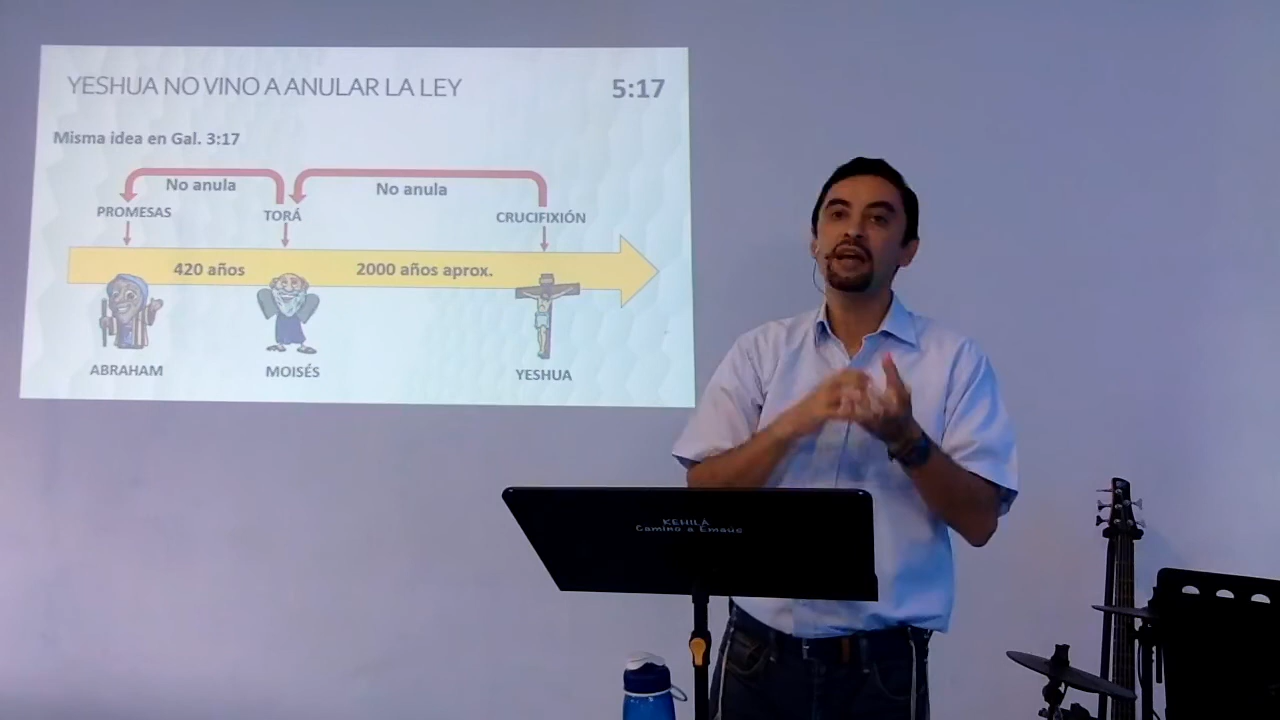 YESHUA NO VINO A ANULAR LA LEY
5:17
Misma idea en Gal. 3:17
No anula
No anula
PROMESAS
TORÁ
CRUCIFIXIÓN
420 años
2000 años aprox.
ABRAHAM
MOISÉS
YESHUA
KEHILÁ
Camino a Emaús